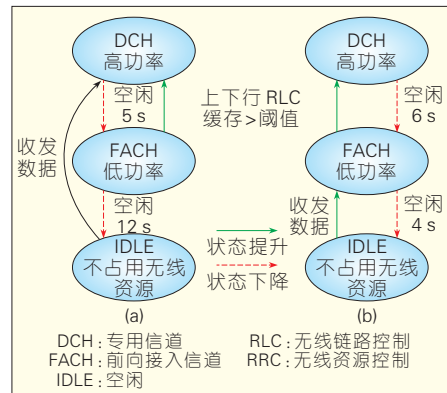 DCH
高功率
空闲
5 s
收发
数据
FACH
低功率
空闲
12 s
IDLE
不占用无线
资源
(a)
上下行 RLC
缓存>阈值
状态提升
状态下降
DCH
高功率
空闲
6 s
FACH
低功率
收发
数据
空闲
4 s
IDLE
不占用无线
资源
(b)
DCH:专用信道
RLC:无线链路控制
FACH:前向接入信道
RRC:无线资源控制
IDLE:空闲